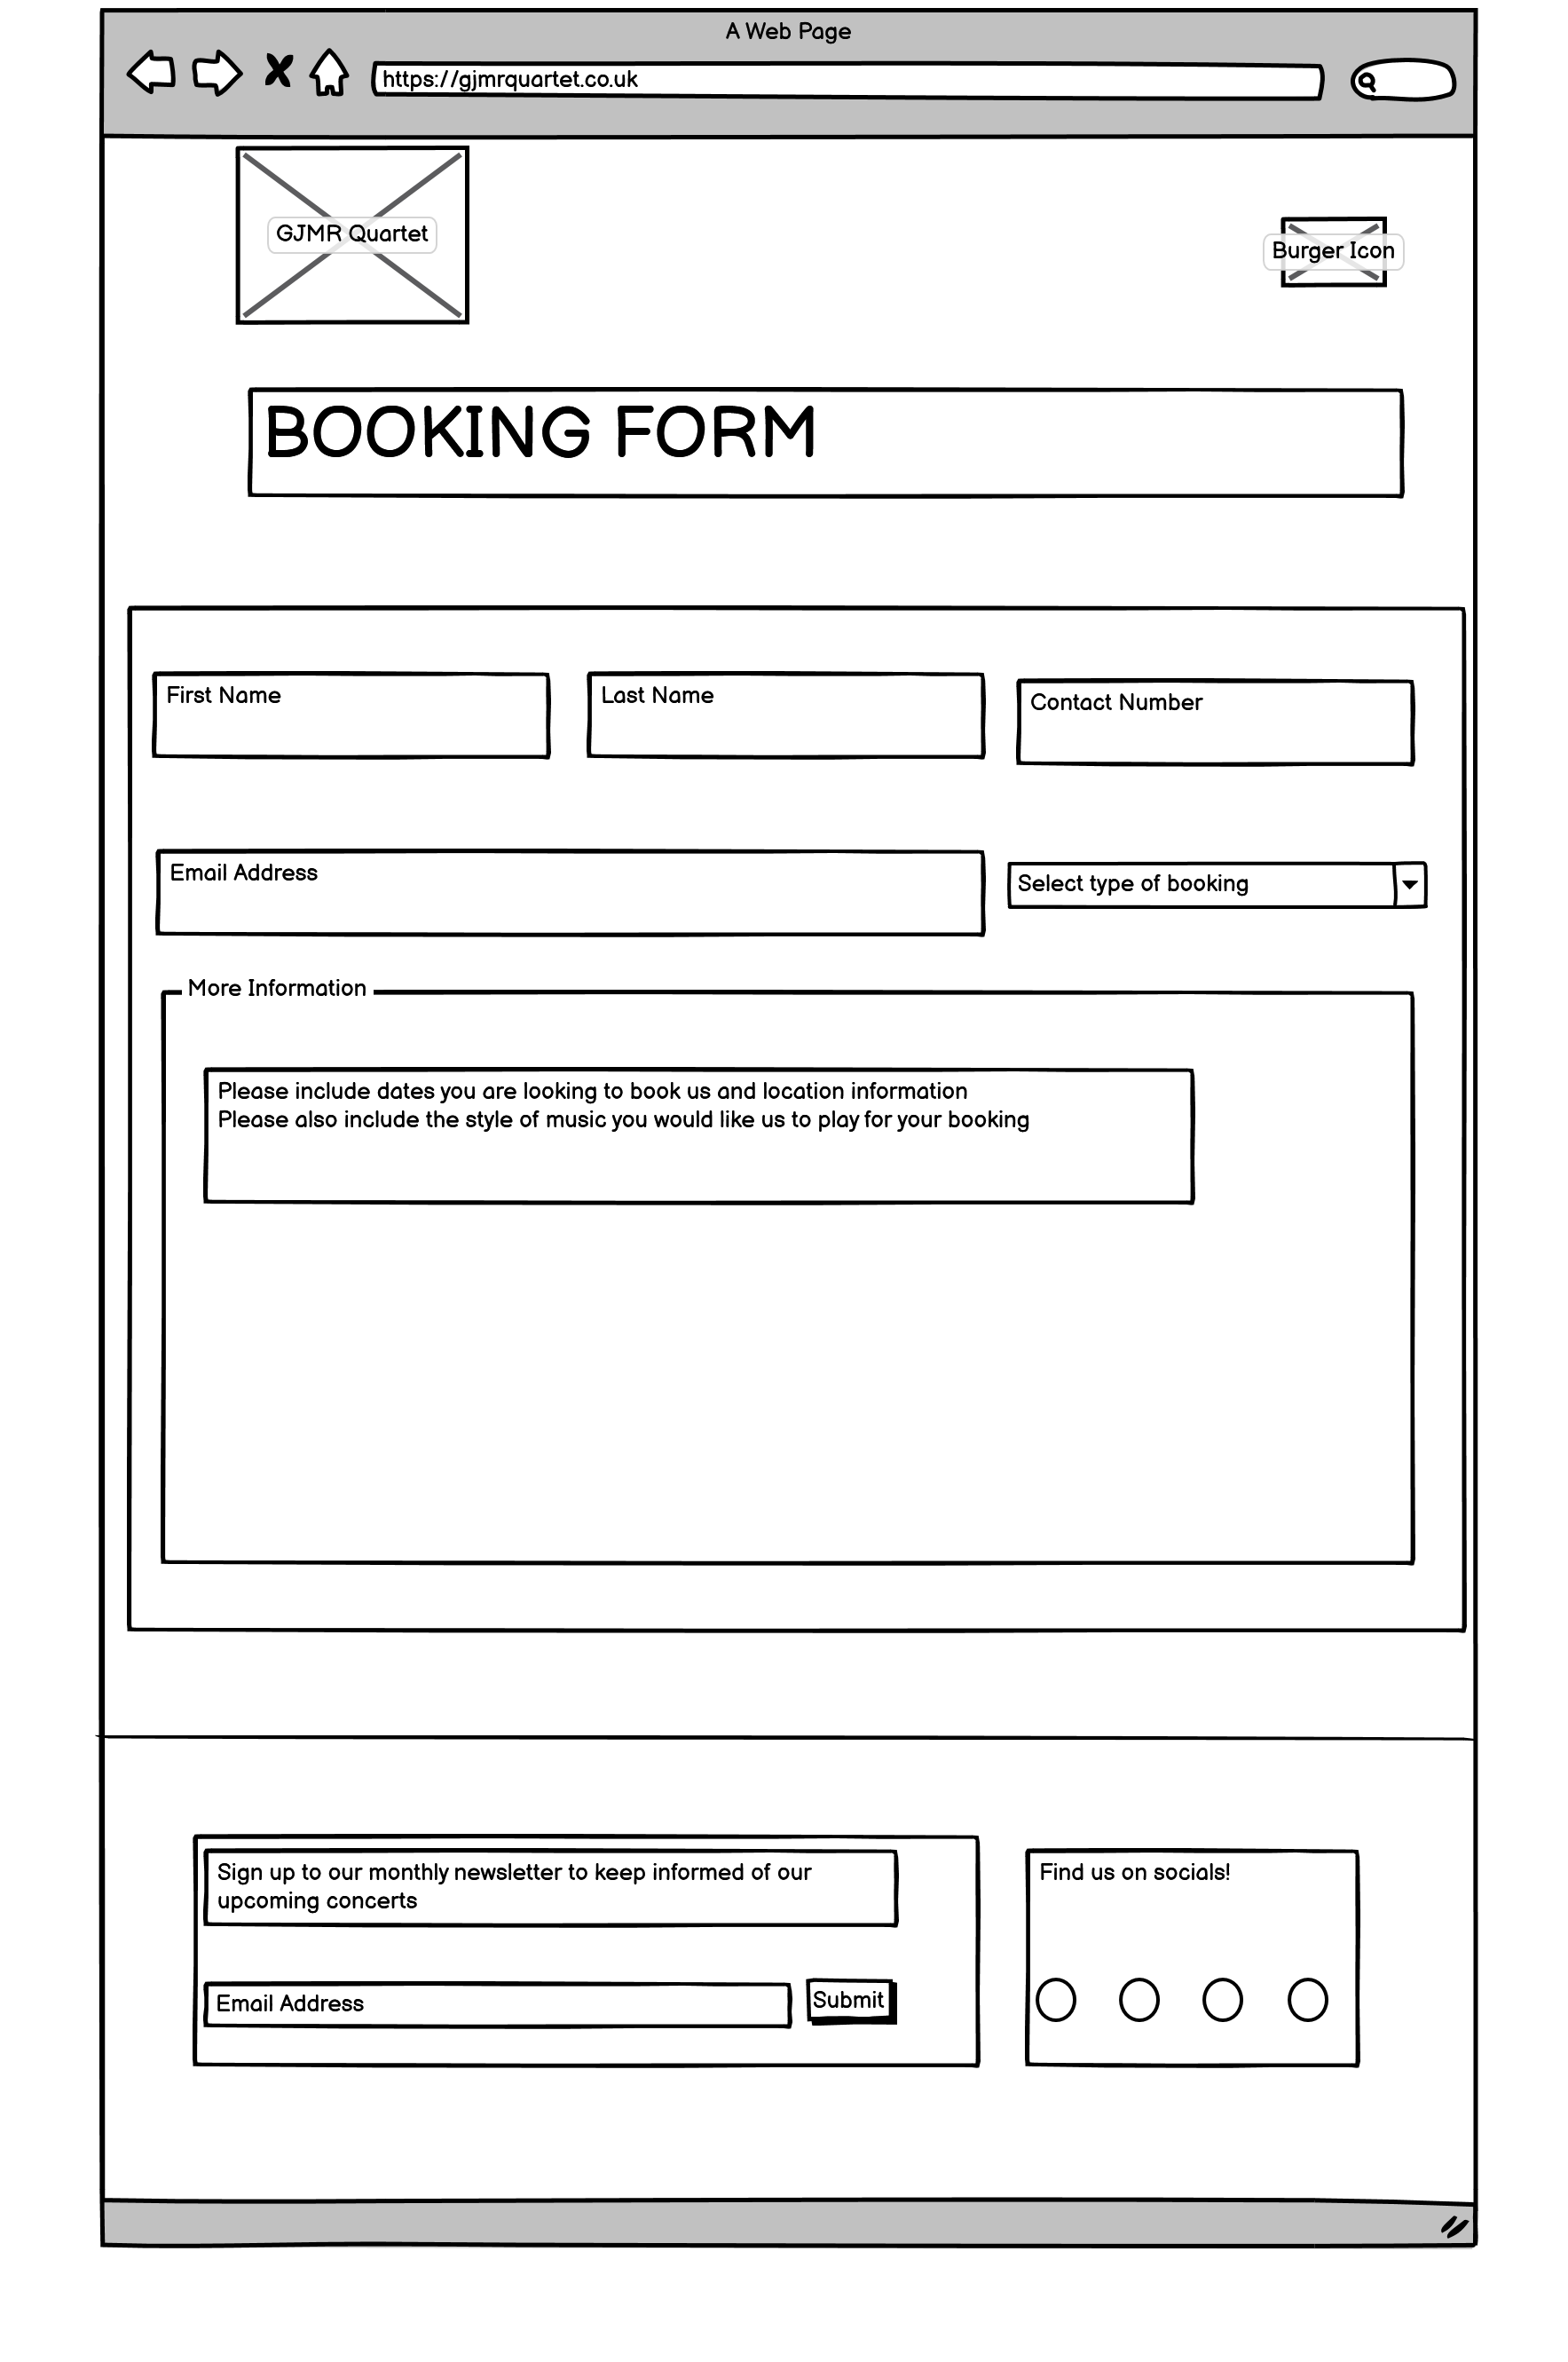 A Web Page
https://gjmrquartet.co.uk
GJMR Quartet
Burger Icon
BOOKING FORM
First Name
Last Name
Contact Number
Email Address
Select type of booking
More Information
Please include dates you are looking to book us and location information
Please also include the style of music you would like us to play for your booking
Sign up to our monthly newsletter to keep informed of our
upcoming concerts
Find us on socials!
Email Address
Submit